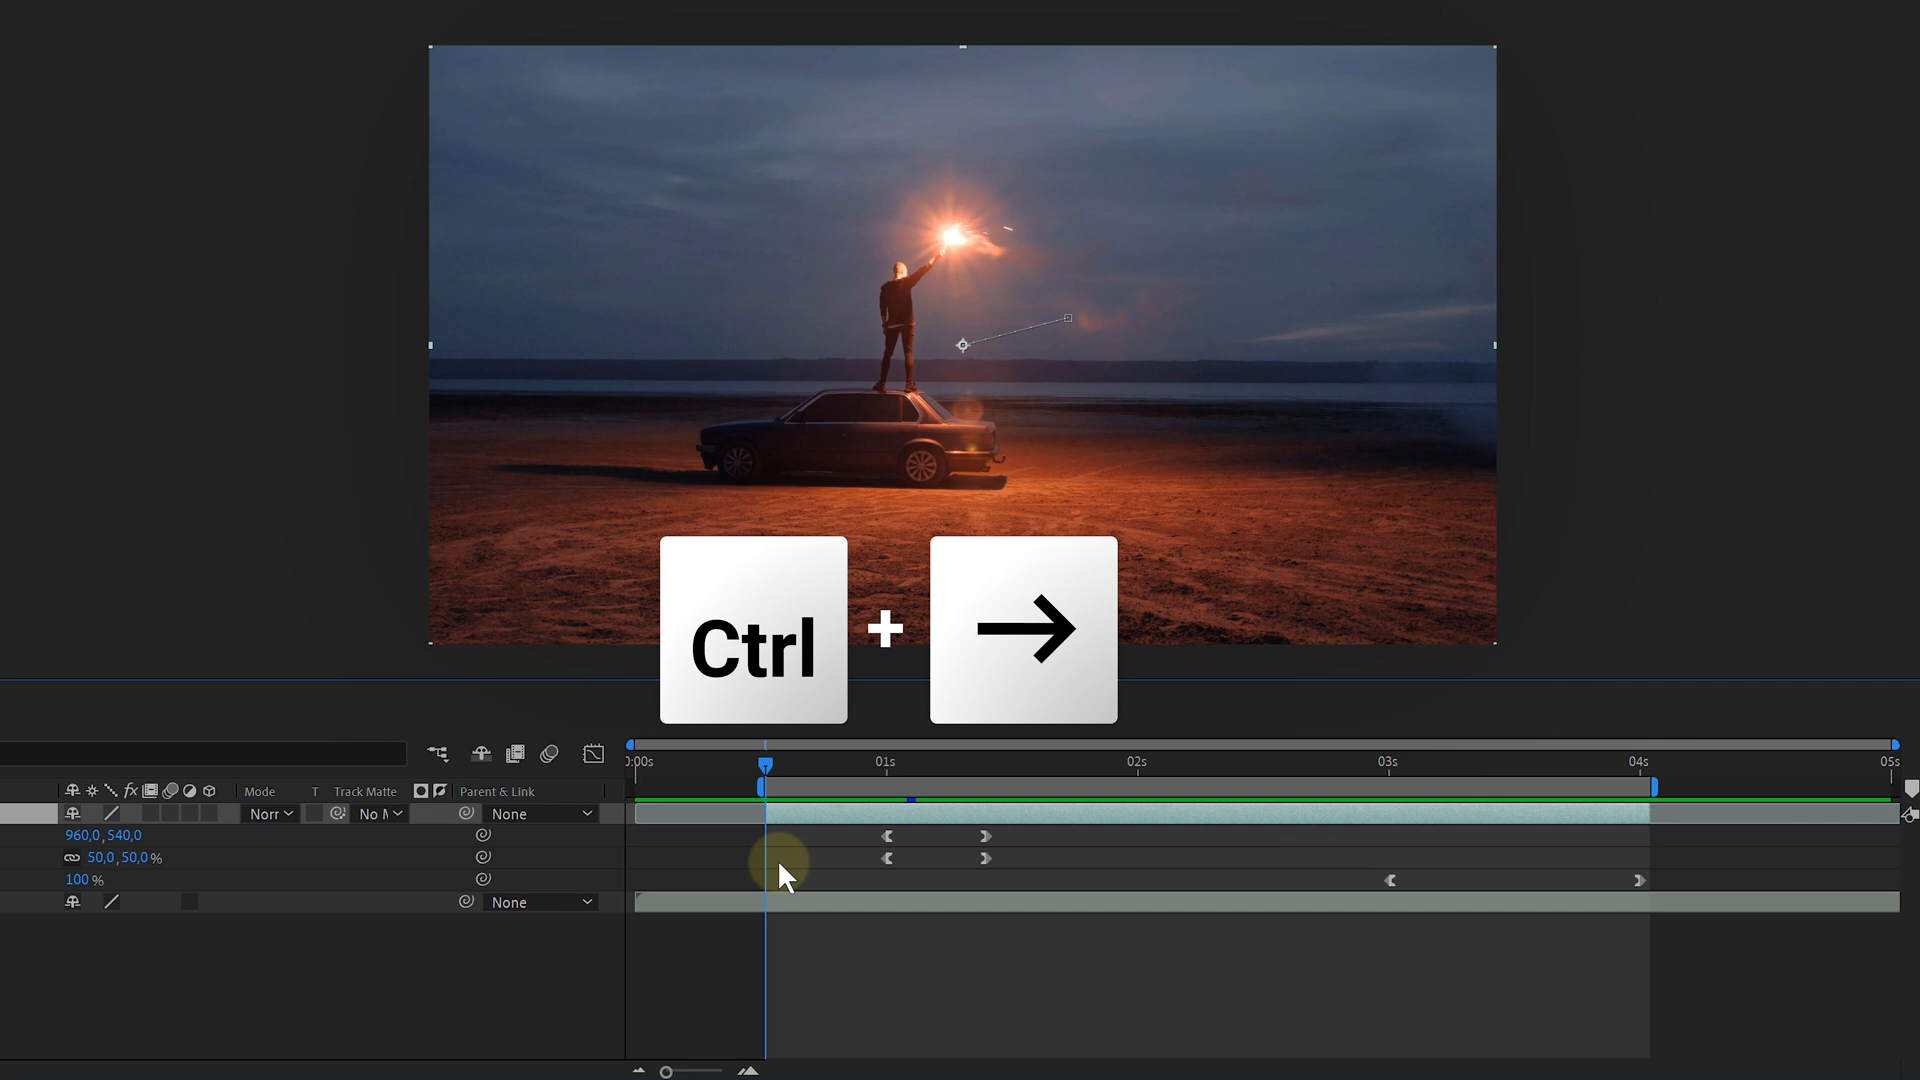 Ctrl + →
0:00s 01s 02s 03s 04s 05s
fx Mode T Track Matte Parent & Link
Norr No M None
960,0,540,0
50,0,50,0%
100%
None